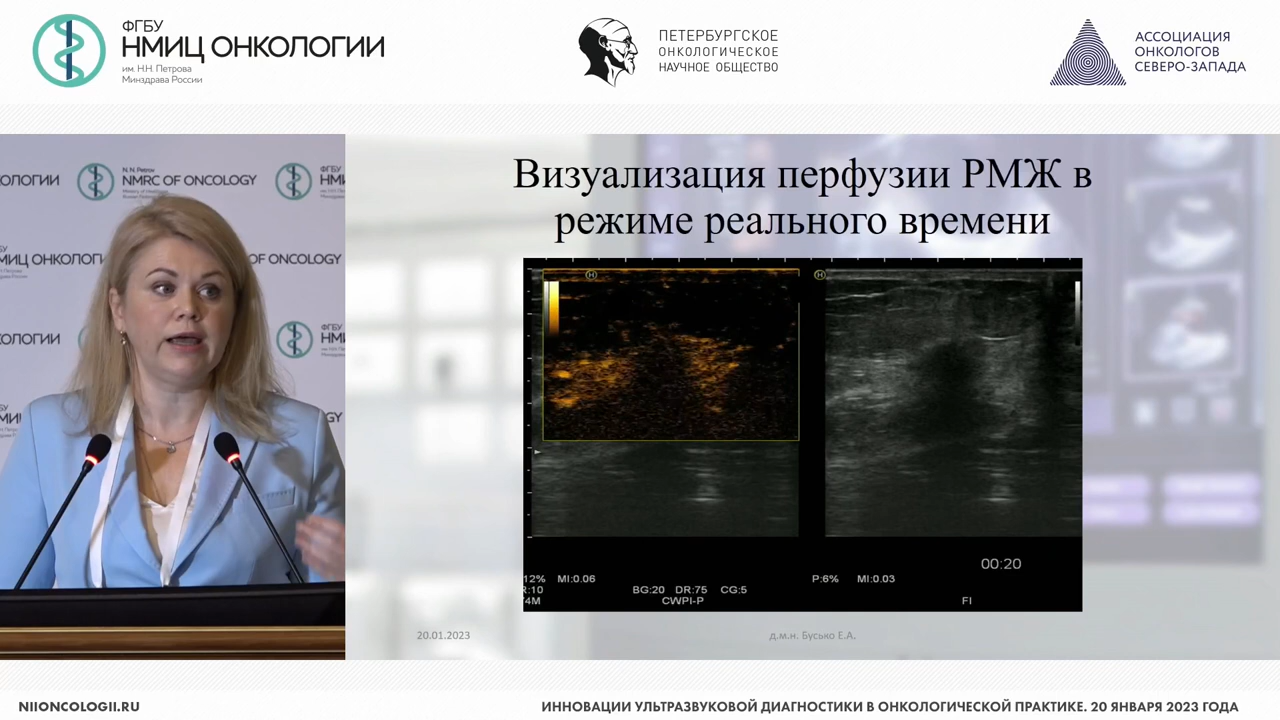 ФГБУ
НМИЦ ОНКОЛОГИИ
им. Н.Н. Петрова
Минздрава России
ПЕТЕРБУРГСКОЕ
ОНКОЛОГИЧЕСКОЕ
НАУЧНОЕ ОБЩЕСТВО
АССОЦИАЦИЯ
ОНКОЛОГОВ
СЕВЕРО-ЗАПАДА
N.N. Petrov
NMRC OF ONCOLOGY
OF ONCOLOGY
Визуализация перфузии РМЖ в
режиме реального времени
H
H
00:20
12% MI:0.06
R:10
4M
BG:20 DR:75 CG:5
CWPI-P
P:6% MI:0.03
FI
20.01.2023
д.м.н. Бусько Е.А.
NIIONCOLOGII.RU
ИННОВАЦИИ УЛЬТРАЗВУКОВОЙ ДИАГНОСТИКИ В ОНКОЛОГИЧЕСКОЙ ПРАКТИКЕ. 20 ЯНВАРЯ 2023 ГОДА